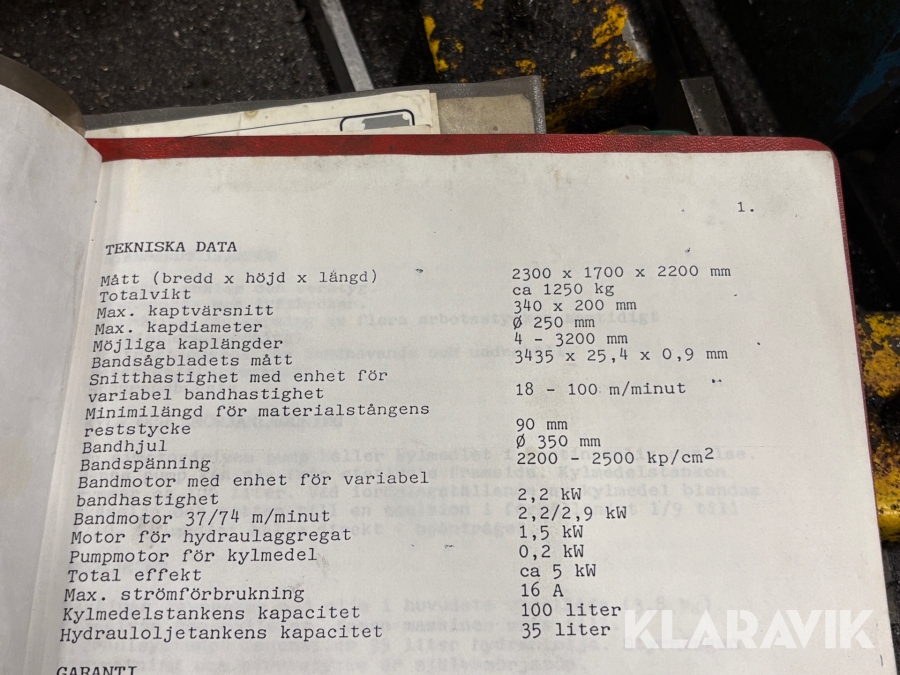 1.
TEKNISKA DATA
Mått (bredd x höjd x längd) 2300 x 1700 x 2200 mm
Totalvikt ca 1250 kg
Max. kaptvärsnitt 340 x 200 mm
Max. kapdiameter Ø 250 mm
Möjliga kaplängder 4 - 3200 mm
Bandsågbladets mått 3435 x 25,4 x 0,9 mm
Snitthastighet med enhet för
variabel bandhastighet 18 - 100 m/minut
Minimilängd för materialstångens
reststycke 90 mm
Bandhjul Ø 350 mm
Bandspänning 2200 - 2500 kp/cm2
Bandmotor med enhet för variabel
bandhastighet 2,2 kW
Bandmotor 37/74 m/minut 2,2/2,9 kW
Motor för hydraulaggregat 1,5 kW
Pumpmotor för kylmedel 0,2 kW
Total effekt ca 5 kW
Max. strömförbrukning 16 A
Kylmedelstankens kapacitet 100 liter
Hydrauloljetankens kapacitet 35 liter
GARANTI
KLARAVIK